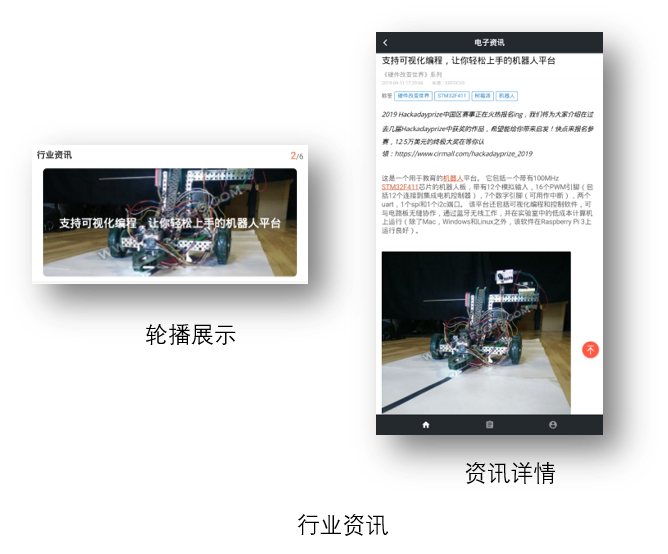 行业资讯
2/6
支持可视化编程，让你轻松上手的机器人平台
轮播展示
电子资讯
支持可视化编程，让你轻松上手的机器人平台
《硬件改变世界》系列
标签 硬件改变世界 STM32F411 树莓派 机器人
2019 Hackadayprize中国区赛事正在火热报名ing，我们将为大家介绍在过
去几届Hackadayprize中获奖的作品，希望能给你带来启发！快点来报名参
赛，12.5万美元的终极大奖在等你认
领：https://www.cirmall.com/hackadayprize_2019
这是一个用于教育的机器人平台。 它包括一个带有100MHz
STM32F411芯片的机器人板，带有12个模拟输入，16个PWM引脚（包
括12个连接到集成电机控制器），7个数字引脚（可用作中断），两个
uart，1个spi和1个i2c端口。 该平台还包括可视化编程和控制软件，可
与电路板无缝协作，通过蓝牙无线工作，并在实验室中的低成本计算机
上运行（除了Mac，Windows和Linux之外，该软件在Raspberry Pi 3上
运行良好）。
资讯详情
行业资讯